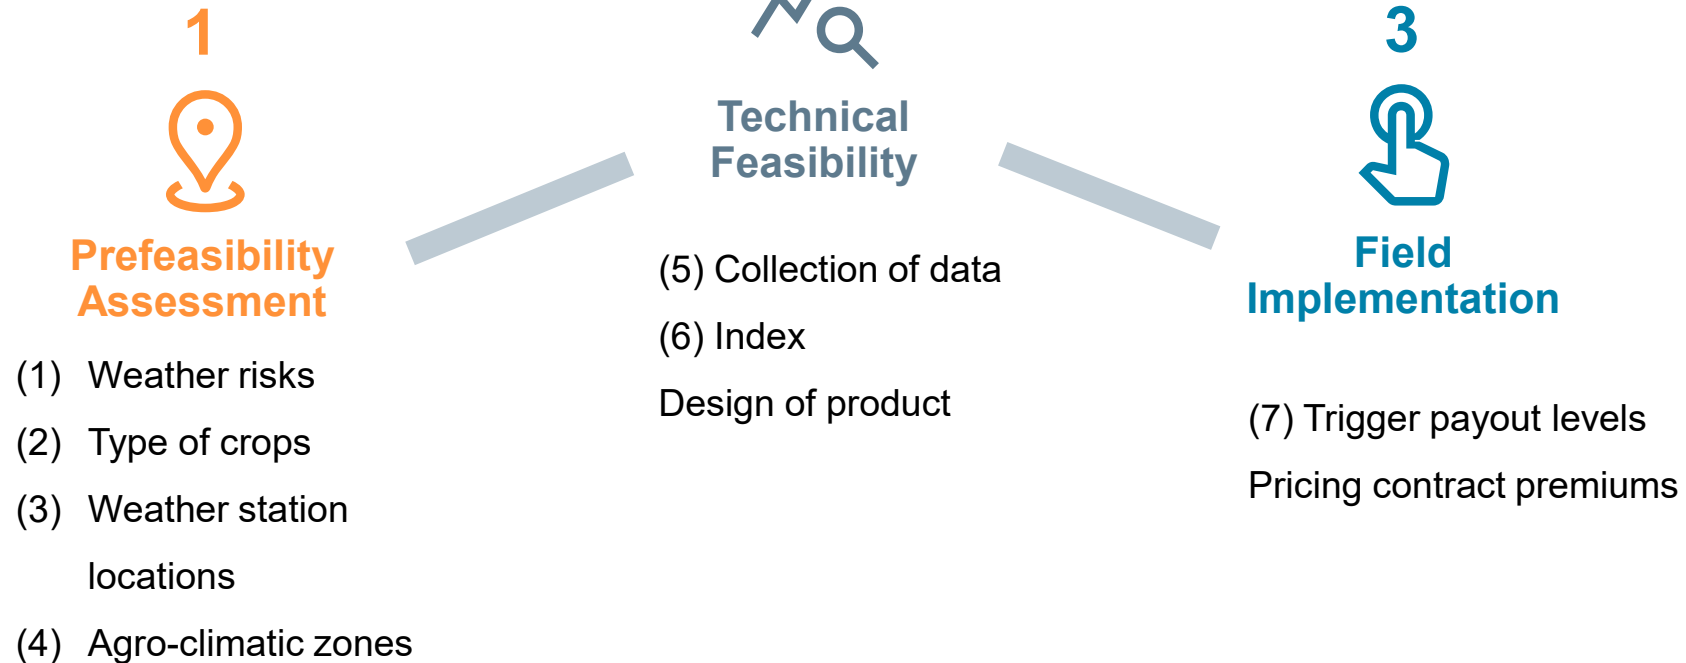 1
Prefeasibility
Assessment
(1) Weather risks
(2) Type of crops
(3) Weather station
locations
(4) Agro-climatic zones
Technical
Feasibility
(5) Collection of data
(6) Index
Design of product
3
Field
Implementation
(7) Trigger payout levels
Pricing contract premiums